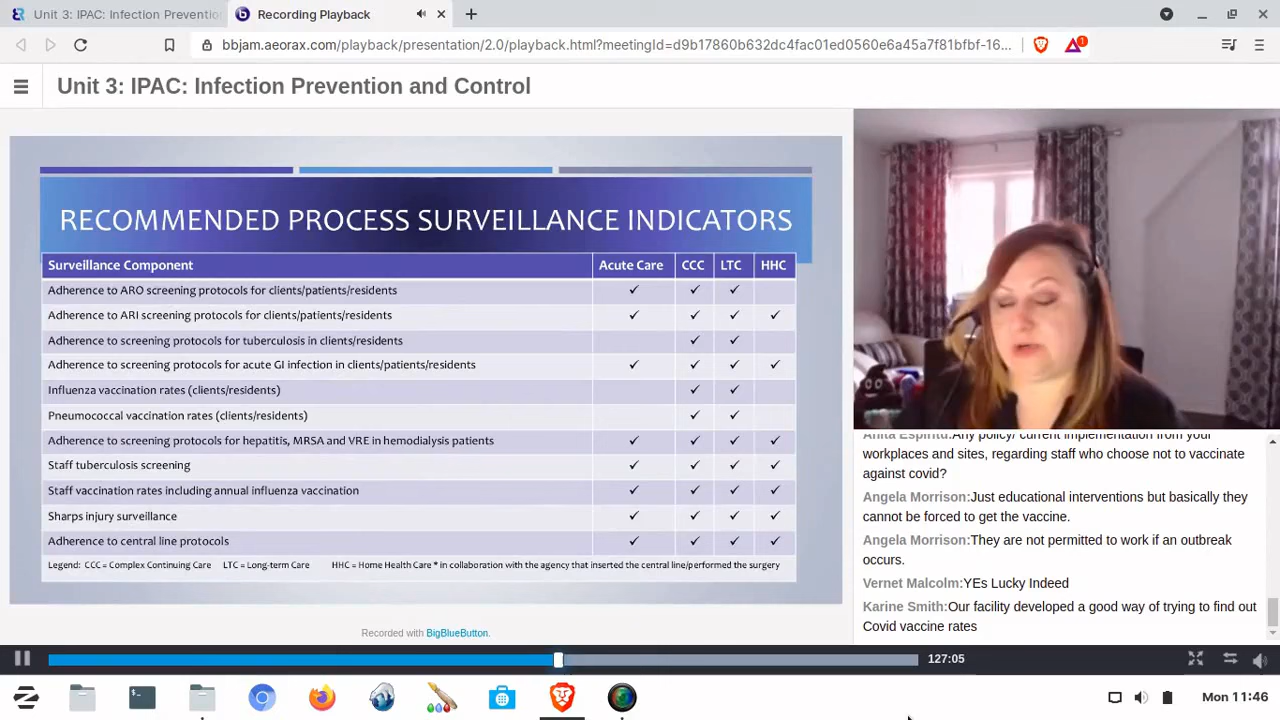 Unit 3: IPAC: Infection Preventio
Recording Playback
bbjam.aeorax.com/playback/presentation/2.0/playback.html?meetingId=d9b17860b632dc4fac01ed0560e6a45a7f81bfbf-16...
1
Unit 3: IPAC: Infection Prevention and Control
RECOMMENDED PROCESS SURVEILLANCE INDICATORS
Surveillance Component Acute Care CCC LTC HHC
Adherence to ARO screening protocols for clients/patients/residents ✓ ✓ ✓
Adherence to ARI screening protocols for clients/patients/residents ✓ ✓ ✓ ✓
Adherence to screening protocols for tuberculosis in clients/residents ✓ ✓
Adherence to screening protocols for acute GI infection in clients/patients/residents ✓ ✓ ✓ ✓
Influenza vaccination rates (clients/residents) ✓ ✓
Pneumococcal vaccination rates (clients/residents) ✓ ✓
Adherence to screening protocols for hepatitis, MRSA and VRE in hemodialysis patients ✓ ✓ ✓ ✓
Staff tuberculosis screening ✓ ✓ ✓ ✓
Staff vaccination rates including annual influenza vaccination ✓ ✓ ✓ ✓
Sharps injury surveillance ✓ ✓ ✓ ✓
Adherence to central line protocols ✓ ✓ ✓ ✓
Legend: CCC = Complex Continuing Care LTC = Long-term Care HHC = Home Health Care * in collaboration with the agency that inserted the central line/performed the surgery
Recorded with BigBlueButton.
Anita Espiritu:Any policy/ current implementation from your
workplaces and sites, regarding staff who choose not to vaccinate
against covid?
Angela Morrison:Just educational interventions but basically they
cannot be forced to get the vaccine.
Angela Morrison:They are not permitted to work if an outbreak
occurs.
Vernet Malcolm:YEs Lucky Indeed
Karine Smith:Our facility developed a good way of trying to find out
Covid vaccine rates
127:05
Mon 11:46